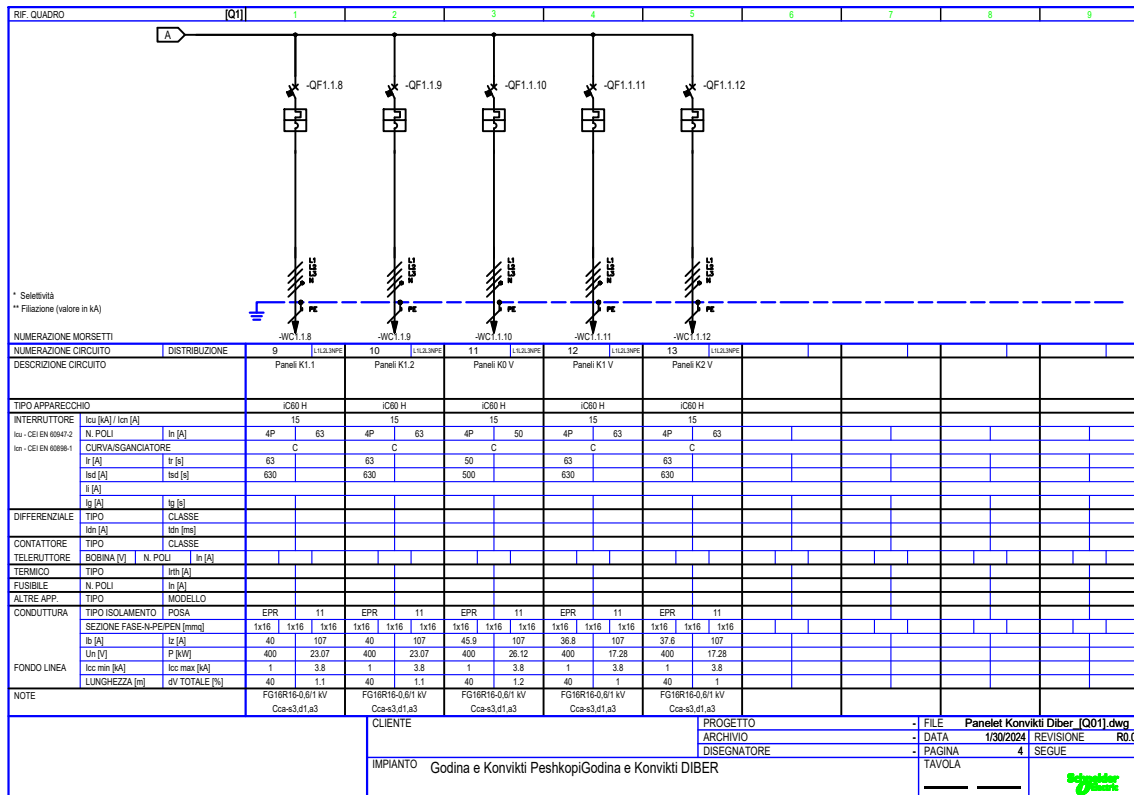 RIF. QUADRO [Q1] 1 2 3 4 5 6 7 8 9
A
-QF1.1.8 -QF1.1.9 -QF1.1.10 -QF1.1.11 -QF1.1.12
* Selettività
** Filiazione (valore in kA)
PE PE PE PE PE
NUMERAZIONE MORSETTI -WC1.1.8 -WC1.1.9 -WC1.1.10 -WC1.1.11 -WC1.1.12
NUMERAZIONE CIRCUITO DISTRIBUZIONE 9 L1L2L3NPE 10 L1L2L3NPE 11 L1L2L3NPE 12 L1L2L3NPE 13 L1L2L3NPE
DESCRIZIONE CIRCUITO Paneli K1.1 Paneli K1.2 Paneli K0 V Paneli K1 V Paneli K2 V
TIPO APPARECCHIO iC60 H iC60 H iC60 H iC60 H iC60 H
INTERRUTTORE Icu [kA] / Icn [A] 15 15 15 15 15
Icu - CEI EN 60947-2 N. POLI In [A] 4P 63 4P 63 4P 50 4P 63 4P 63
Icn - CEI EN 60898-1 CURVA/SGANCIATORE C C C C C
Ir [A] tr [s] 63 63 50 63 63
Isd [A] tsd [s] 630 630 500 630 630
Ii [A]
Ig [A] tg [s]
DIFFERENZIALE TIPO CLASSE
Idn [A] tdn [ms]
CONTATTORE TIPO CLASSE
TELERUTTORE BOBINA [V] N. POLI In [A]
TERMICO TIPO Irth [A]
FUSIBILE N. POLI In [A]
ALTRE APP. TIPO MODELLO
CONDUTTURA TIPO ISOLAMENTO POSA EPR 11 EPR 11 EPR 11 EPR 11 EPR 11
SEZIONE FASE-N-PE/PEN [mmq] 1x16 1x16 1x16 1x16 1x16 1x16 1x16 1x16 1x16 1x16 1x16 1x16 1x16 1x16 1x16
Ib [A] Iz [A] 40 107 40 107 45.9 107 36.8 107 37.6 107
Un [V] P [kW] 400 23.07 400 23.07 400 26.12 400 17.28 400 17.28
FONDO LINEA Icc min [kA] Icc max [kA] 1 3.8 1 3.8 1 3.8 1 3.8 1 3.8
LUNGHEZZA [m] dV TOTALE [%] 40 1.1 40 1.1 40 1.2 40 1 40 1
NOTE FG16R16-0,6/1 kV FG16R16-0,6/1 kV FG16R16-0,6/1 kV FG16R16-0,6/1 kV FG16R16-0,6/1 kV
Cca-s3,d1,a3 Cca-s3,d1,a3 Cca-s3,d1,a3 Cca-s3,d1,a3 Cca-s3,d1,a3
CLIENTE PROGETTO - FILE Panelet Konvikti Diber_[Q01].dwg
ARCHIVIO - DATA 1/30/2024 REVISIONE R0.0
DISEGNATORE - PAGINA 4 SEGUE
IMPIANTO Godina e Konvikti PeshkopiGodina e Konvikti DIBER TAVOLA
Schneider Electric